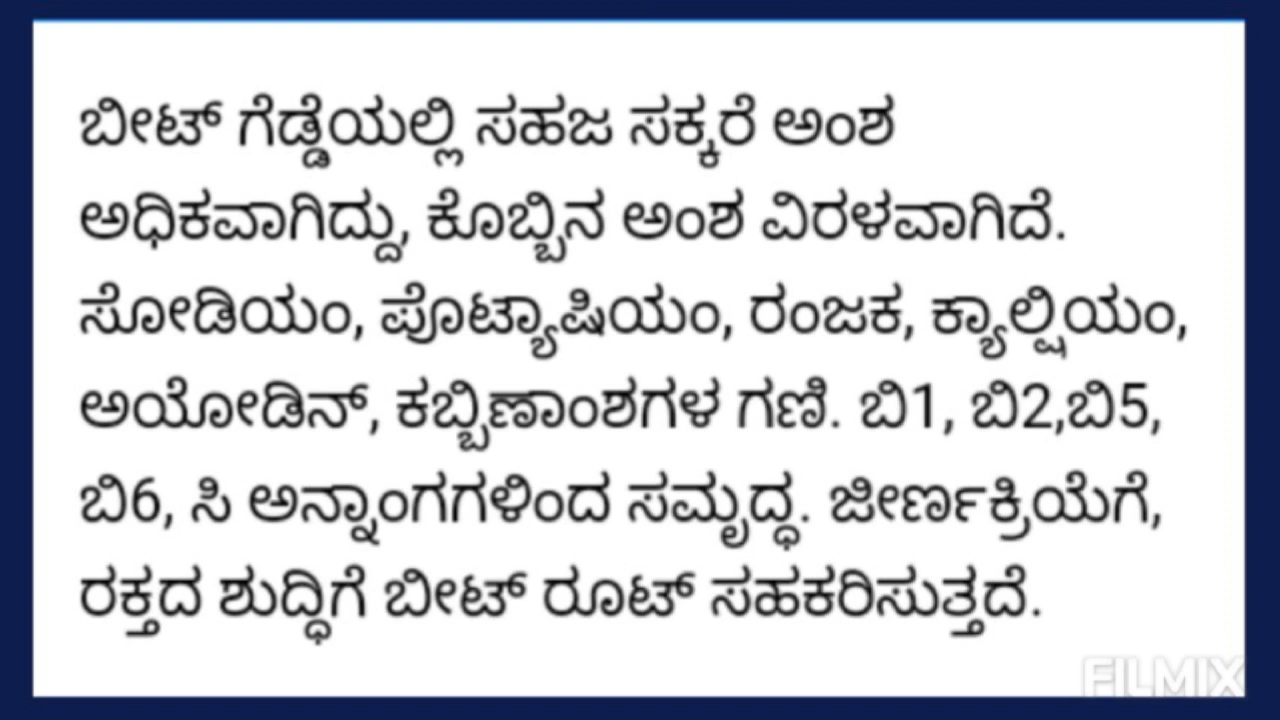 ಬೀಟ್ ಗೆಡ್ಡೆಯಲ್ಲಿ ಸಹಜ ಸಕ್ಕರೆ ಅಂಶ
ಅಧಿಕವಾಗಿದ್ದು, ಕೊಬ್ಬಿನ ಅಂಶ ವಿರಳವಾಗಿದೆ.
ಸೋಡಿಯಂ, ಪೊಟ್ಯಾಷಿಯಂ, ರಂಜಕ, ಕ್ಯಾಲ್ಷಿಯಂ,
ಅಯೋಡಿನ್, ಕಬ್ಬಿಣಾಂಶಗಳ ಗಣಿ. ಬಿ1, ಬಿ2,ಬಿ5,
ಬಿ6, ಸಿ ಅನ್ನಾಂಗಗಳಿಂದ ಸಮೃದ್ಧ. ಜೀರ್ಣಕ್ರಿಯೆಗೆ,
ರಕ್ತದ ಶುದ್ಧಿಗೆ ಬೀಟ್ ರೂಟ್ ಸಹಕರಿಸುತ್ತದೆ.
FILMIX